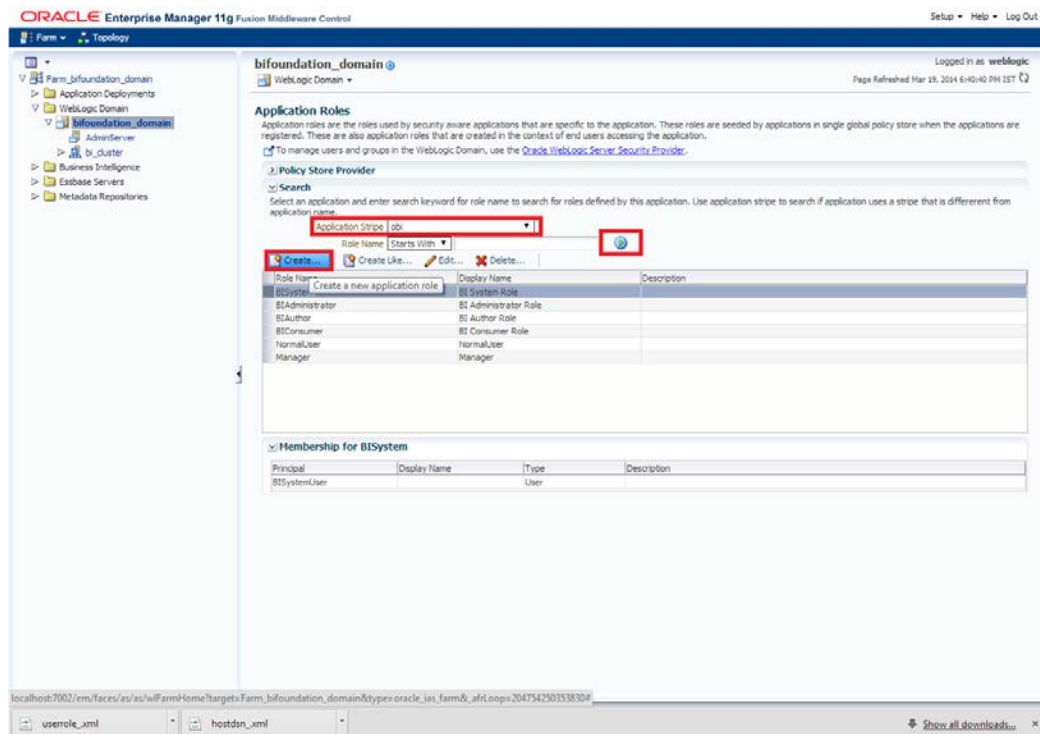 ORACLE Enterprise Manager 11g Fusion Middleware Control
Setup Help Log Out
Farm Topology
Farm_bifoundation_domain
Application Deployments
WebLogic Domain
bifoundation_domain
AdminServer
bi_cluster
Business Intelligence
Essbase Servers
Metadata Repositories
bifoundation_domain
Logged in as weblogic
WebLogic Domain
Page Refreshed Mar 19, 2014 6:40:40 PM IST
Application Roles
Application roles are the roles used by security aware applications that are specific to the application. These roles are seeded by applications in single global policy store when the applications are
registered. These are also application roles that are created in the context of end users accessing the application.
To manage users and groups in the WebLogic Domain, use the Oracle WebLogic Server Security Provider.
Policy Store Provider
Search
Select an application and enter search keyword for role name to search for roles defined by this application. Use application stripe to search if application uses a stripe that is differerent from
application name.
Application Stripe obi
Role Name Starts With
Create... Create Like... Edit... Delete...
Role Name Display Name Description
Create a new application role
BISystem BI System Role
BIAdministrator BI Administrator Role
BIAuthor BI Author Role
BIConsumer BI Consumer Role
NormalUser NormalUser
Manager Manager
Membership for BISystem
Principal Display Name Type Description
BISystemUser User
localhost:7002/em/faces/as/as/wlFarmHome?target=Farm_bifoundation_domain&type=oracle_ias_farm&_afrLoop=204754250353830#
userrole_.xml hostdsn_.xml Show all downloads...